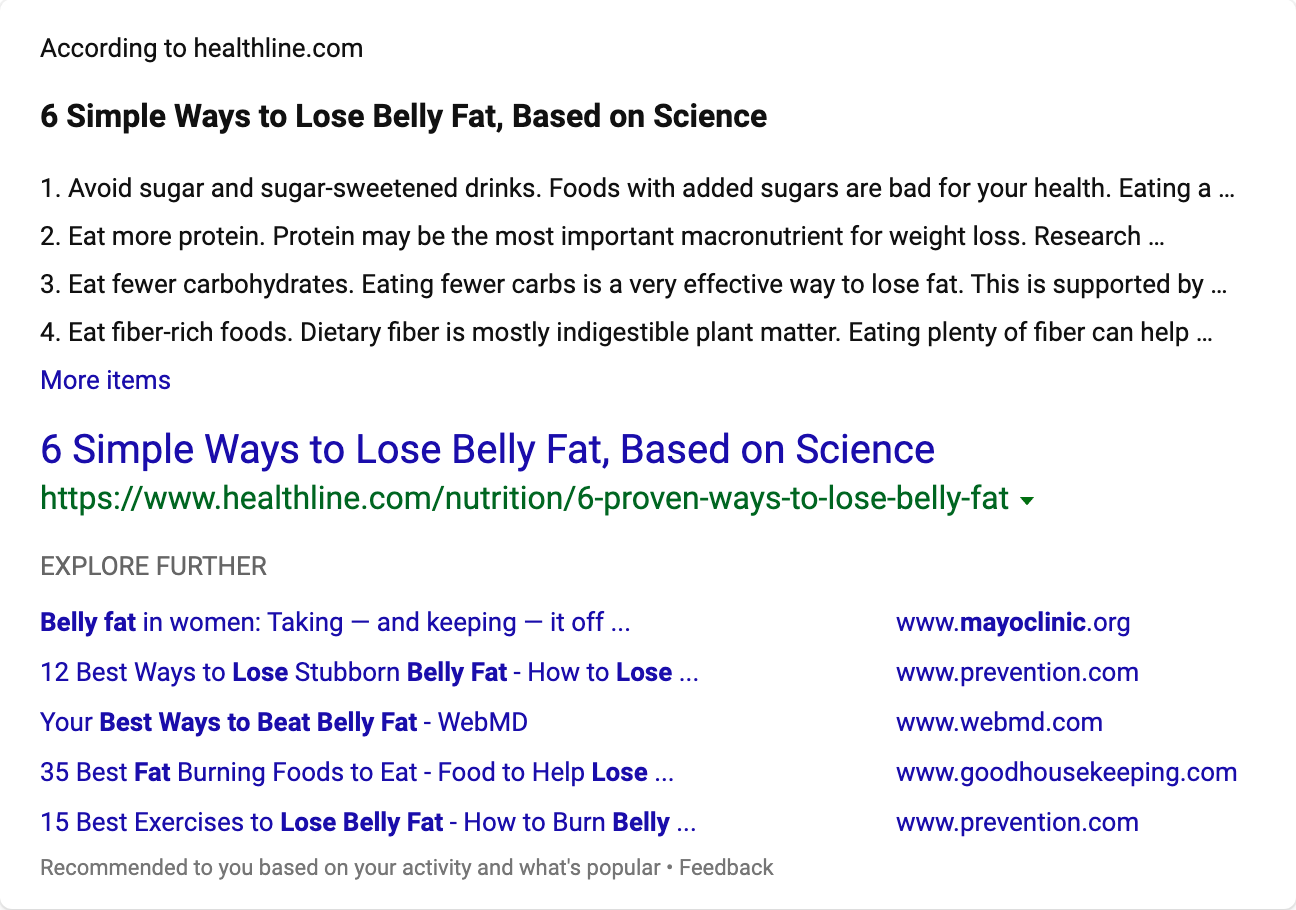 According to healthline.com
6 Simple Ways to Lose Belly Fat, Based on Science
1. Avoid sugar and sugar-sweetened drinks. Foods with added sugars are bad for your health. Eating a ...
2. Eat more protein. Protein may be the most important macronutrient for weight loss. Research ...
3. Eat fewer carbohydrates. Eating fewer carbs is a very effective way to lose fat. This is supported by ...
4. Eat fiber-rich foods. Dietary fiber is mostly indigestible plant matter. Eating plenty of fiber can help ...
More items
6 Simple Ways to Lose Belly Fat, Based on Science
https://www.healthline.com/nutrition/6-proven-ways-to-lose-belly-fat
EXPLORE FURTHER
Belly fat in women: Taking — and keeping — it off ... www.mayoclinic.org
12 Best Ways to Lose Stubborn Belly Fat - How to Lose ... www.prevention.com
Your Best Ways to Beat Belly Fat - WebMD www.webmd.com
35 Best Fat Burning Foods to Eat - Food to Help Lose ... www.goodhousekeeping.com
15 Best Exercises to Lose Belly Fat - How to Burn Belly ... www.prevention.com
Recommended to you based on your activity and what's popular • Feedback